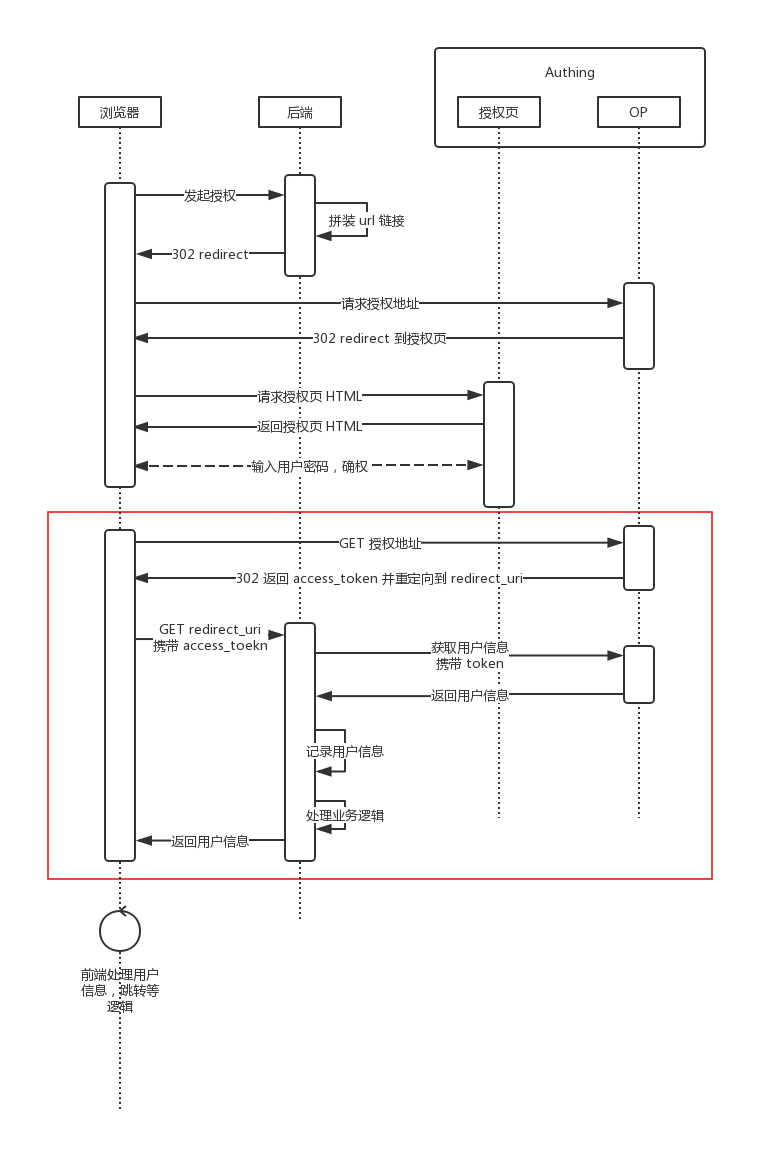 Authing
浏览器
后端
授权页
OP
发起授权
拼装 url 链接
302 redirect
请求授权地址
302 redirect 到授权页
请求授权页 HTML
返回授权页 HTML
输入用户密码，确权
GET 授权地址
302 返回 access_token 并重定向到 redirect_uri
GET redirect_uri
携带 access_toekn
获取用户信息
携带 token
返回用户信息
记录用户信息
处理业务逻辑
返回用户信息
前端处理用户
信息，跳转等
逻辑